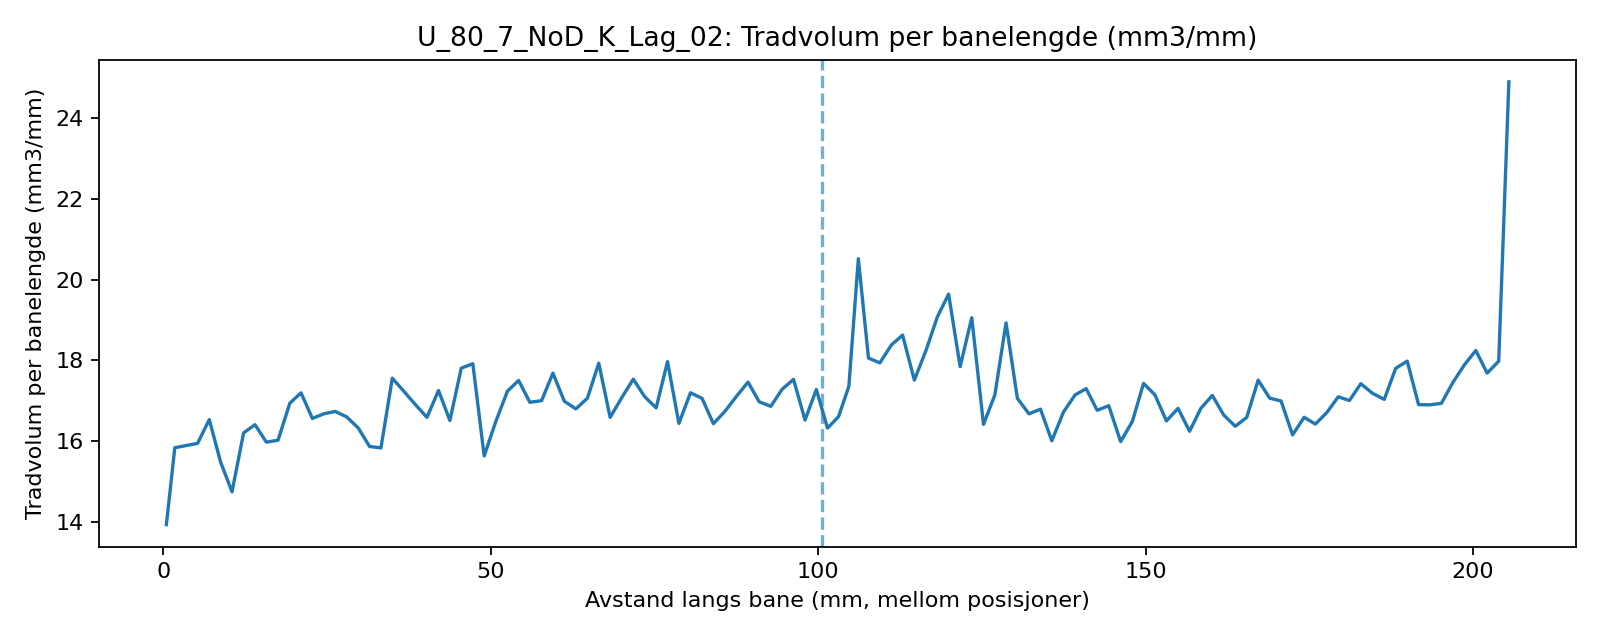 U_80_7_NoD_K_Lag_02: Tradvolum per banelengde (mm3/mm)
Tradvolum per banelengde (mm3/mm)
24
22
20
18
16
14
0 50 100 150 200
Avstand langs bane (mm, mellom posisjoner)